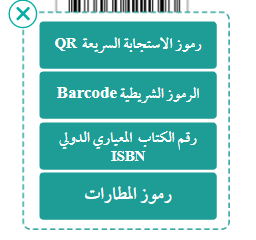 رموز الاستجابة السريعة QR
الرموز الشريطية Barcode
رقم الكتاب المعياري الدولي
ISBN
رموز المطارات